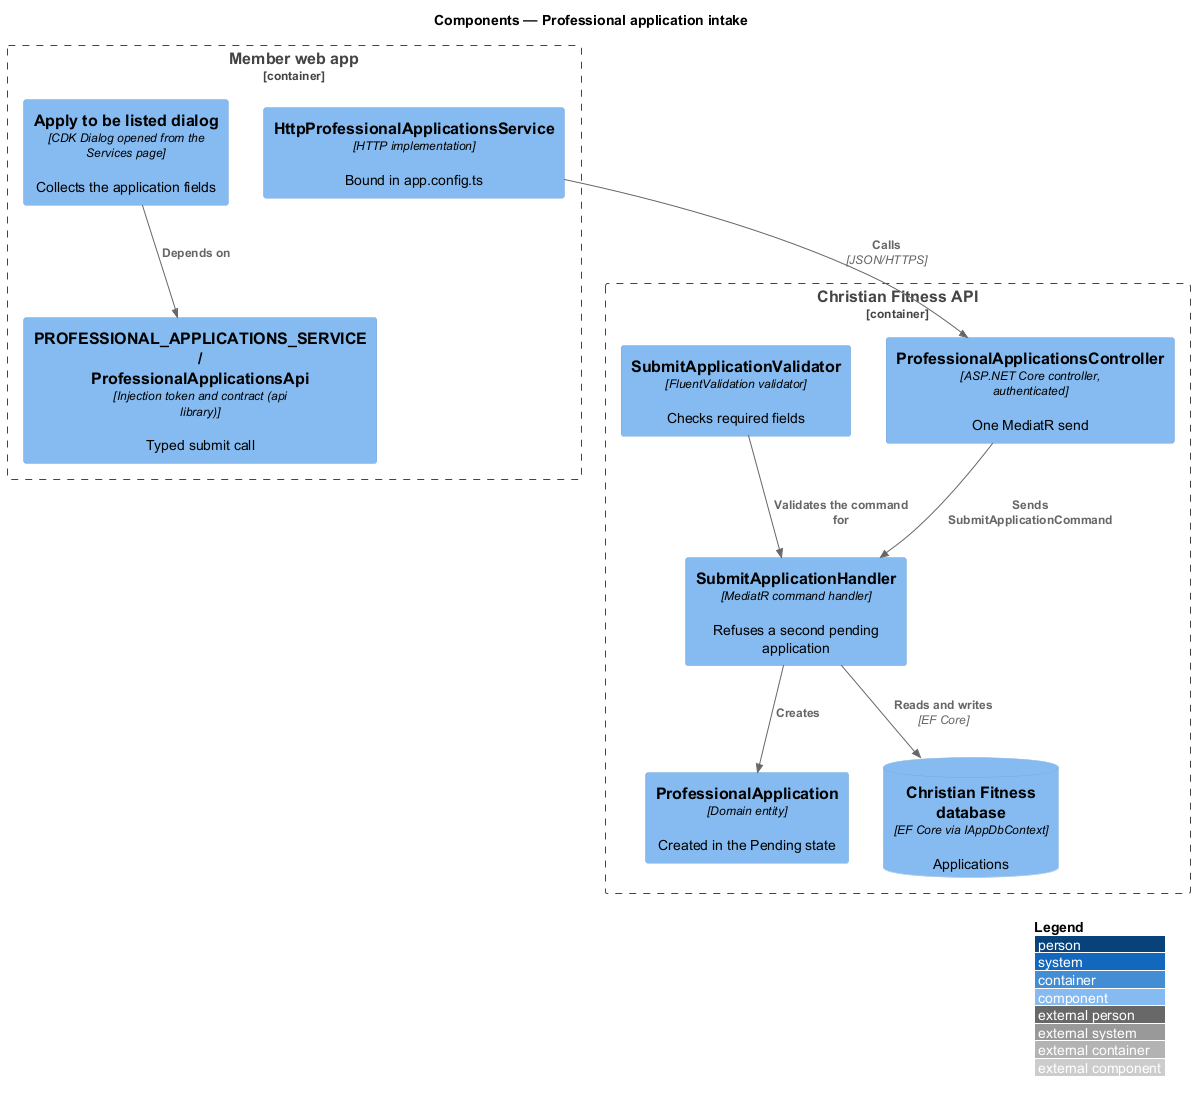 Components — Professional application intake
Member web app
[container]
Apply to be listed dialog
[CDK Dialog opened from the
Services page]
Collects the application fields
HttpProfessionalApplicationsService
[HTTP implementation]
Bound in app.config.ts
Depends on
PROFESSIONAL_APPLICATIONS_SERVICE
/
ProfessionalApplicationsApi
[Injection token and contract (api
library)]
Typed submit call
Calls
[JSON/HTTPS]
Christian Fitness API
[container]
SubmitApplicationValidator
[FluentValidation validator]
Checks required fields
ProfessionalApplicationsController
[ASP.NET Core controller,
authenticated]
One MediatR send
Validates the command
for
Sends
SubmitApplicationCommand
SubmitApplicationHandler
[MediatR command handler]
Refuses a second pending
application
Creates
Reads and writes
[EF Core]
ProfessionalApplication
[Domain entity]
Created in the Pending state
Christian Fitness
database
[EF Core via IAppDbContext]
Applications
Legend
person
system
container
component
external person
external system
external container
external component